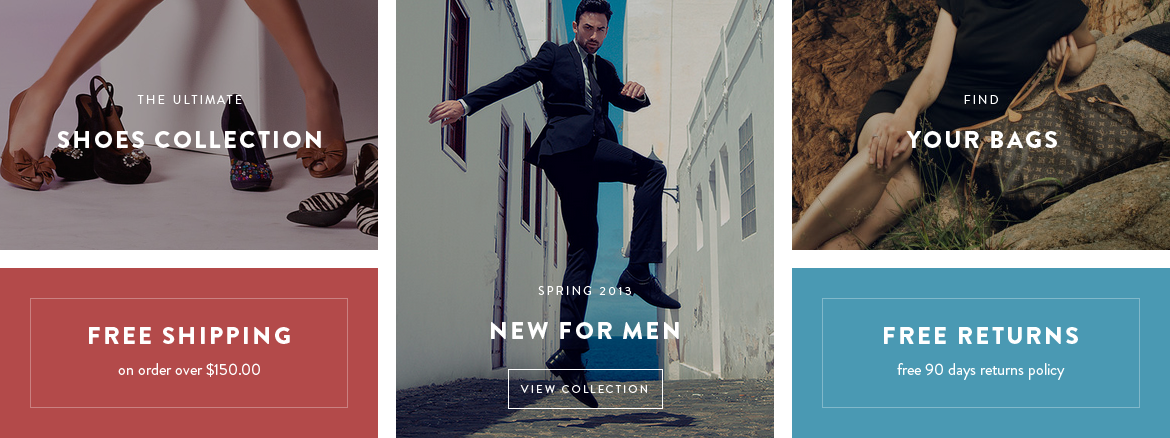 THE ULTIMATE
SHOES COLLECTION
FREE SHIPPING
on order over $150.00
SPRING 2013
NEW FOR MEN
VIEW COLLECTION
FIND
YOUR BAGS
FREE RETURNS
free 90 days returns policy